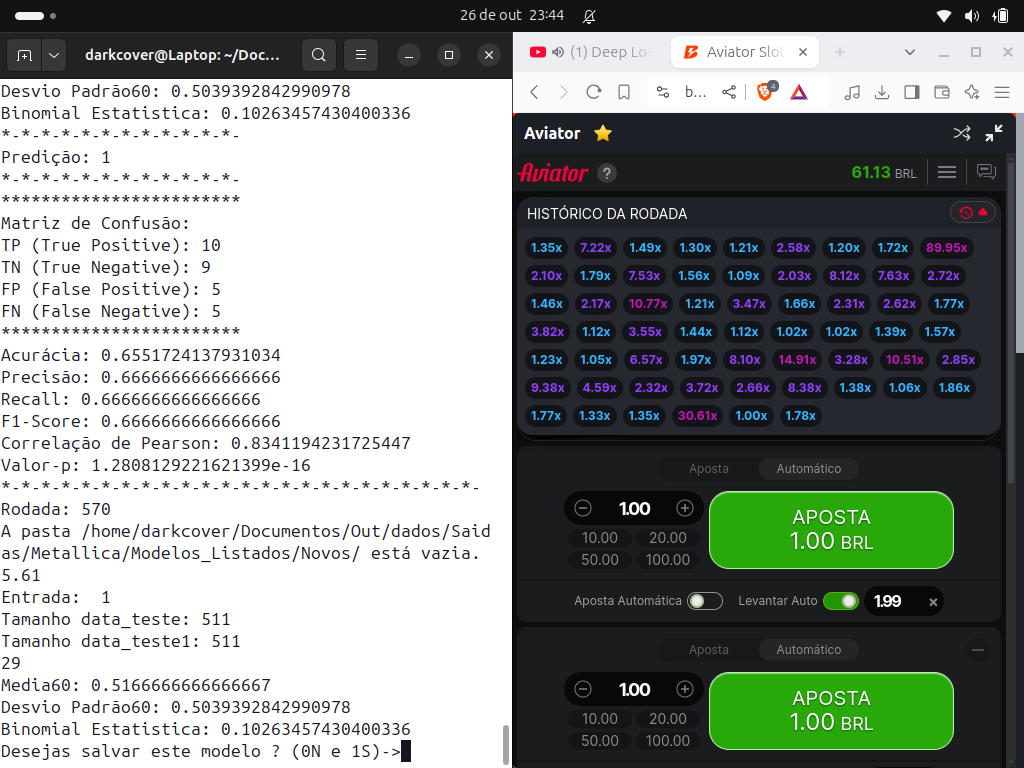 26 de out 23:44
darkcover@Laptop: ~/Doc...
Desvio Padrão60: 0.5039392842990978
Binomial Estatistica: 0.10263457430400336
*-*-*-*-*-*-*-*-*-*-*-*-
Predição: 1
*-*-*-*-*-*-*-*-*-*-*-*-
************************
Matriz de Confusão:
TP (True Positive): 10
TN (True Negative): 9
FP (False Positive): 5
FN (False Negative): 5
************************
Acurácia: 0.6551724137931034
Precisão: 0.6666666666666666
Recall: 0.6666666666666666
F1-Score: 0.6666666666666666
Correlação de Pearson: 0.8341194231725447
Valor-p: 1.2808129221621399e-16
*-*-*-*-*-*-*-*-*-*-*-*-*-*-*-*-*-*-*-*-*-*-*-*-
Rodada: 570
A pasta /home/darkcover/Documentos/Out/dados/Said
as/Metallica/Modelos_Listados/Novos/ está vazia.
5.61
Entrada:  1
Tamanho data_teste: 511
Tamanho data_teste1: 511
29
Media60: 0.5166666666666667
Desvio Padrão60: 0.5039392842990978
Binomial Estatistica: 0.10263457430400336
Desejas salvar este modelo ? (0N e 1S)->
(1) Deep Lo
Aviator Slo
b...
4
Aviator
Aviator ?
61.13 BRL
HISTÓRICO DA RODADA
1.35x 7.22x 1.49x 1.30x 1.21x 2.58x 1.20x 1.72x 89.95x
2.10x 1.79x 7.53x 1.56x 1.09x 2.03x 8.12x 7.63x 2.72x
1.46x 2.17x 10.77x 1.21x 3.47x 1.66x 2.31x 2.62x 1.77x
3.82x 1.12x 3.55x 1.44x 1.12x 1.02x 1.02x 1.39x 1.57x
1.23x 1.05x 6.57x 1.97x 8.10x 14.91x 3.28x 10.51x 2.85x
9.38x 4.59x 2.32x 3.72x 2.66x 8.38x 1.38x 1.06x 1.86x
1.77x 1.33x 1.35x 30.61x 1.00x 1.78x
Aposta Automático
1.00
10.00 20.00
50.00 100.00
APOSTA
1.00 BRL
Aposta Automática Levantar Auto 1.99
Aposta Automático
1.00
10.00 20.00
50.00 100.00
APOSTA
1.00 BRL